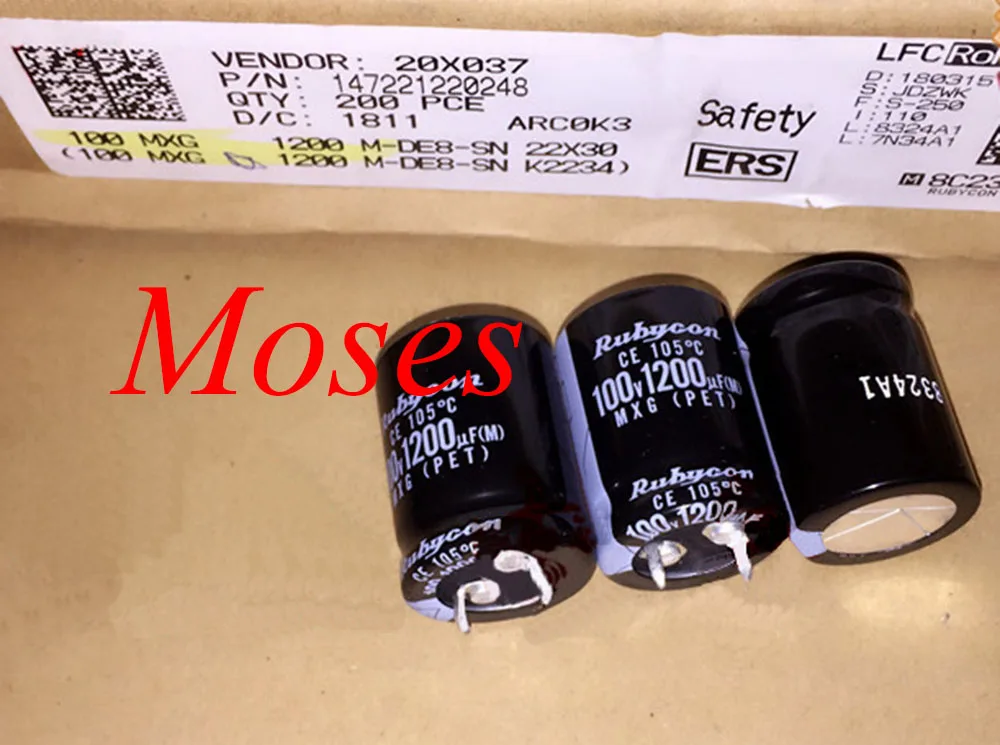 VENDOR: 20X037
P/N: 147221220248
QTY: 200 PCE
D/C: 1811 ARC0K3
100 MXG 1200 M-DE8-SN 22X30
(100 MXG 1200 M-DE8-SN K2234)
Safety
ERS
LFC
D:180315
S:JDZWK
F:S-250
I:110
L:8324A1
L:7N34A1
M 8C23
RUBYCON
Moses
CE 105°C
1200μF(M)
MXG (PET)
Rubycon
CE 105°C
Rubycon
CE 105°C
100V1200μF(M)
MXG (PET)
Rubycon
CE 105°C
100V1200μF
8324A1